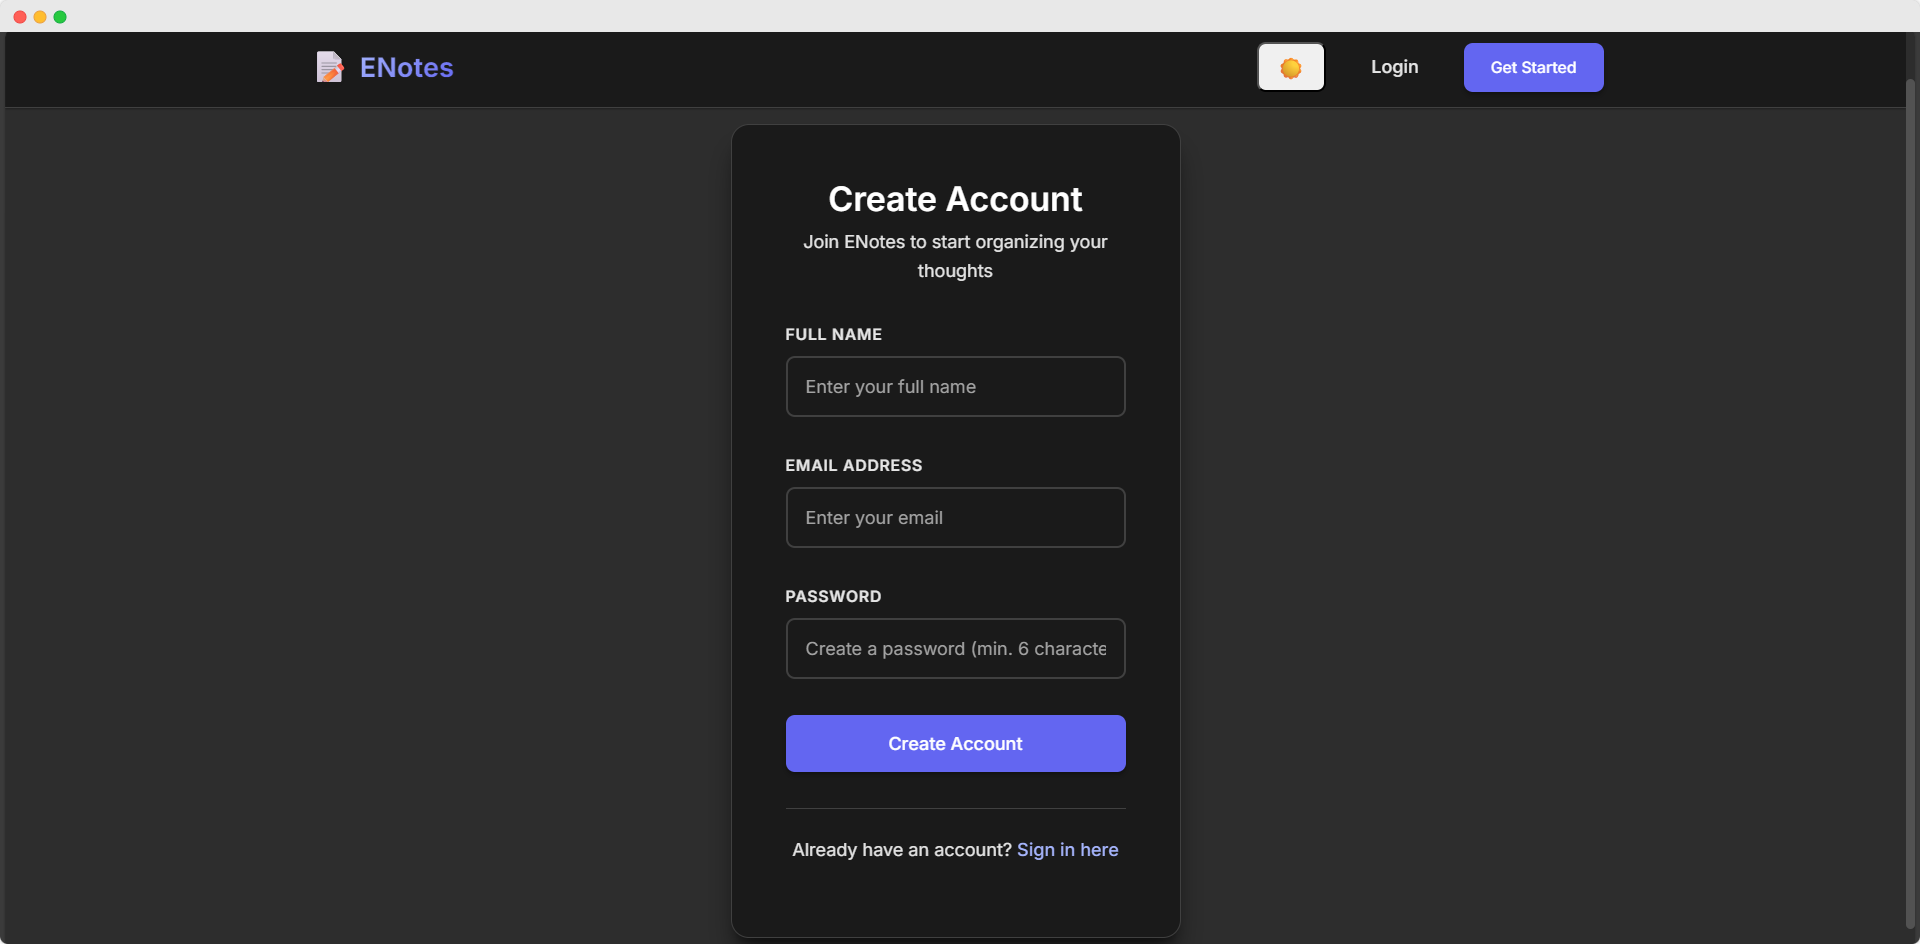 ENotes
Login
Get Started
Create Account
Join ENotes to start organizing your
thoughts
FULL NAME
Enter your full name
EMAIL ADDRESS
Enter your email
PASSWORD
Create a password (min. 6 characte
Create Account
Already have an account? Sign in here